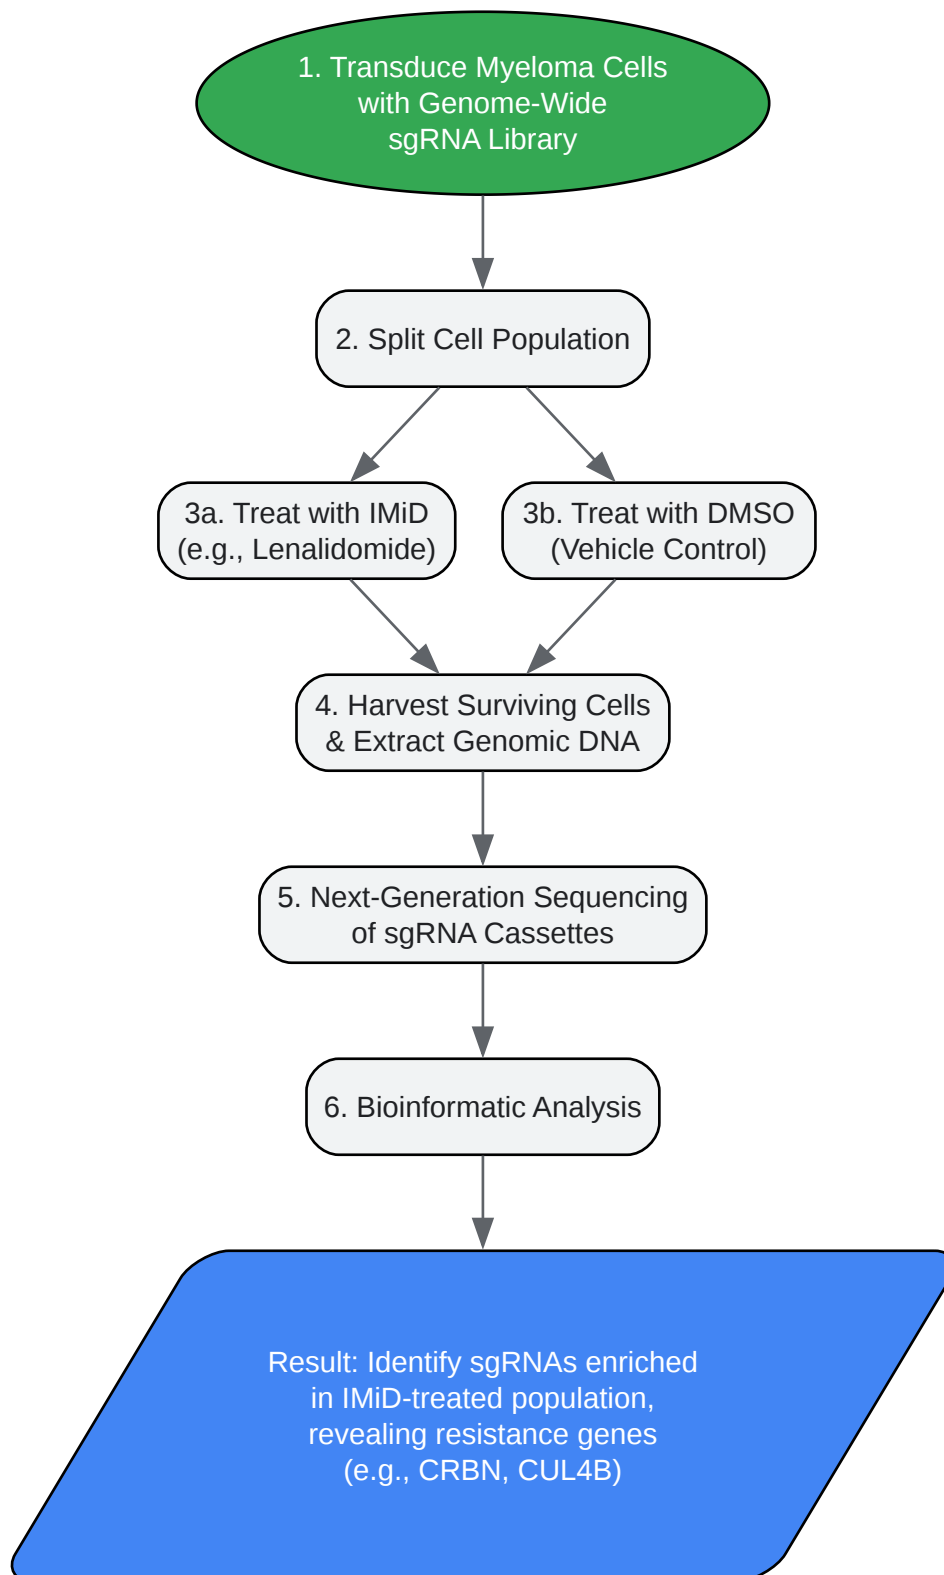 1. Transduce Myeloma Cells
with Genome-Wide
sgRNA Library
2. Split Cell Population
3a. Treat with IMiD
(e.g., Lenalidomide)
3b. Treat with DMSO
(Vehicle Control)
4. Harvest Surviving Cells
& Extract Genomic DNA
5. Next-Generation Sequencing
of sgRNA Cassettes
6. Bioinformatic Analysis
Result: Identify sgRNAs enriched
in IMiD-treated population,
revealing resistance genes
(e.g., CRBN, CUL4B)